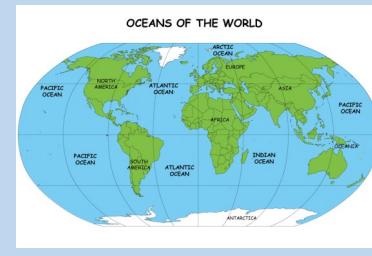 OCEANS OF THE WORLD
ARCTIC
OCEAN
EUROPE
NORTH
AMERICA
ATLANTIC
OCEAN
ASIA
PACIFIC
OCEAN
PACIFIC
OCEAN
AFRICA
OCEANIA
PACIFIC
OCEAN
SOUTH
AMERICA
ATLANTIC
OCEAN
INDIAN
OCEAN
ANTARCTICA